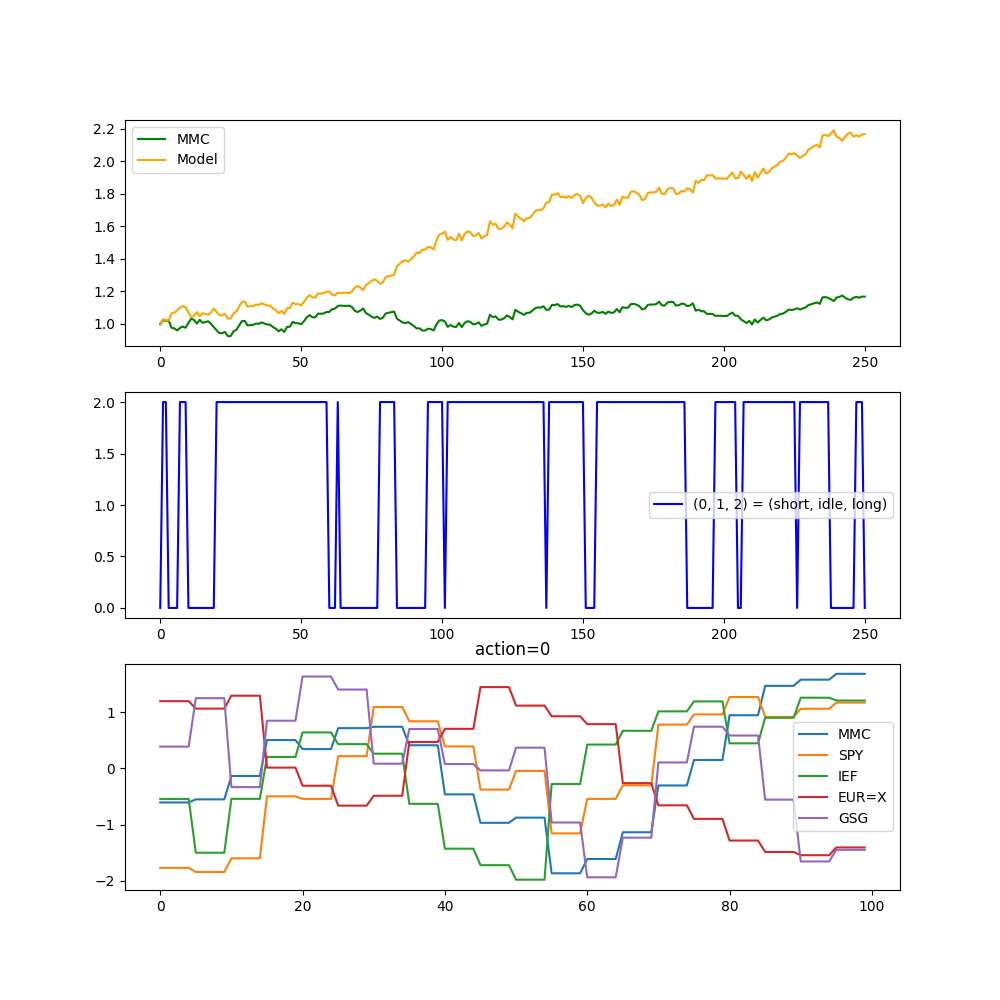 2.2
2.0
1.8
1.6
1.4
1.2
1.0
MMC
Model
0 50 100 150 200 250
2.0
1.5
1.0
0.5
0.0
(0, 1, 2) = (short, idle, long)
0 50 100 150 200 250
action=0
1
0
−1
−2
MMC
SPY
IEF
EUR=X
GSG
0 20 40 60 80 100